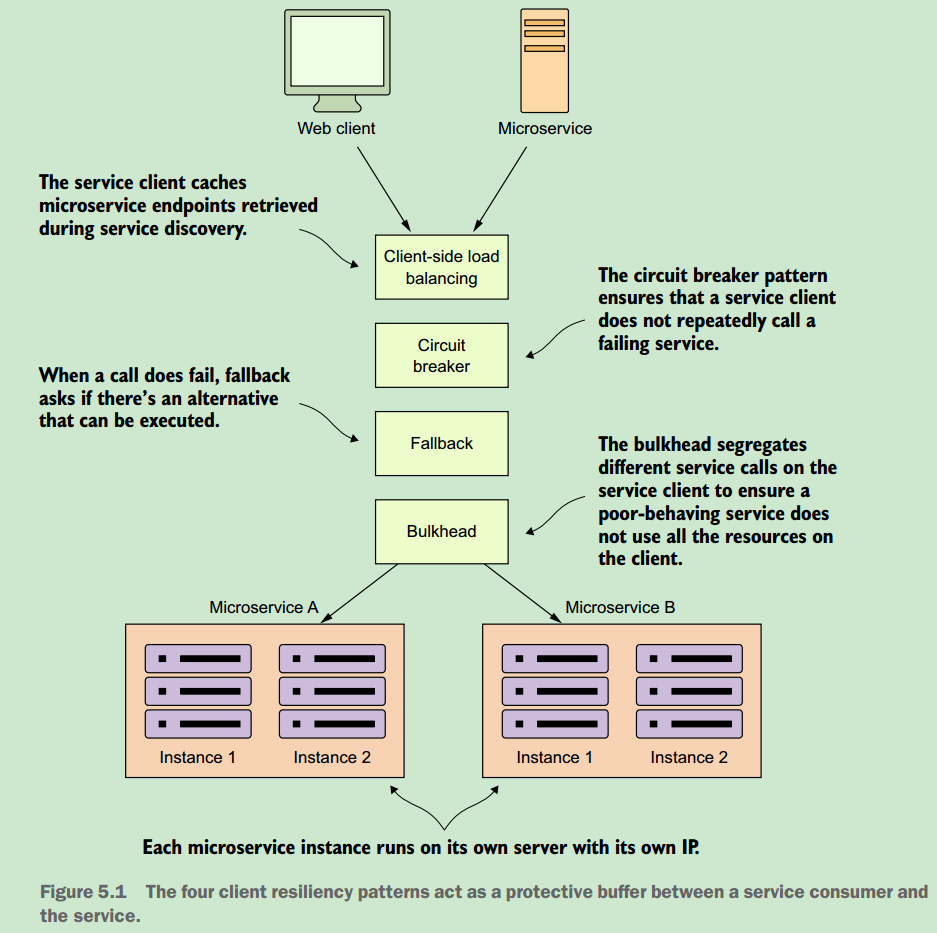 Web client
Microservice
The service client caches
microservice endpoints retrieved
during service discovery.
Client-side load
balancing
The circuit breaker pattern
ensures that a service client
does not repeatedly call a
failing service.
Circuit
breaker
When a call does fail, fallback
asks if there's an alternative
that can be executed.
Fallback
The bulkhead segregates
different service calls on the
service client to ensure a
poor-behaving service does
not use all the resources on
the client.
Bulkhead
Microservice A
Microservice B
Instance 1
Instance 2
Instance 1
Instance 2
Each microservice instance runs on its own server with its own IP.
Figure 5.1 The four client resiliency patterns act as a protective buffer between a service consumer and
the service.